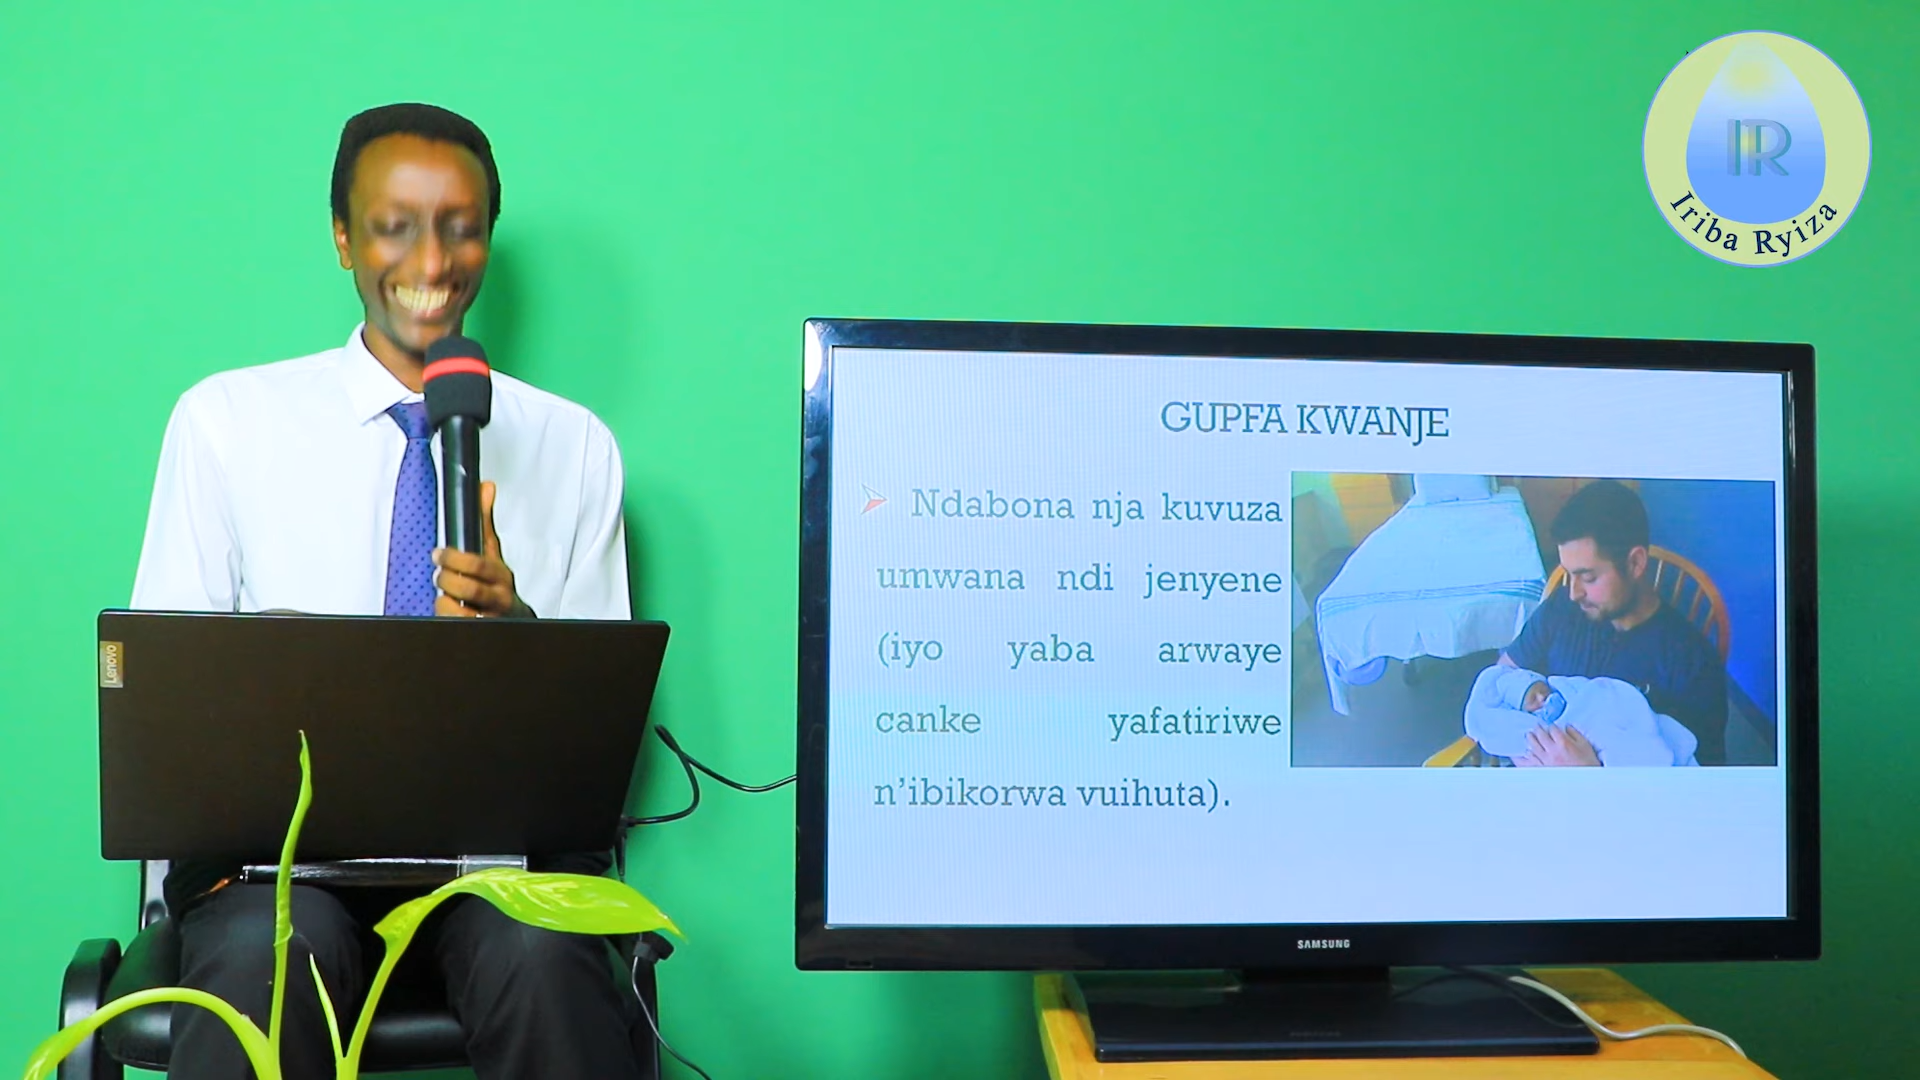 IR
Iriba Ryiza
GUPFA KWANJE
Ndabona nja kuvuza
umwana ndi jenyene
(iyo yaba arwaye
canke yafatiriwe
n'ibikorwa vuihuta).
Lenovo
SAMSUNG